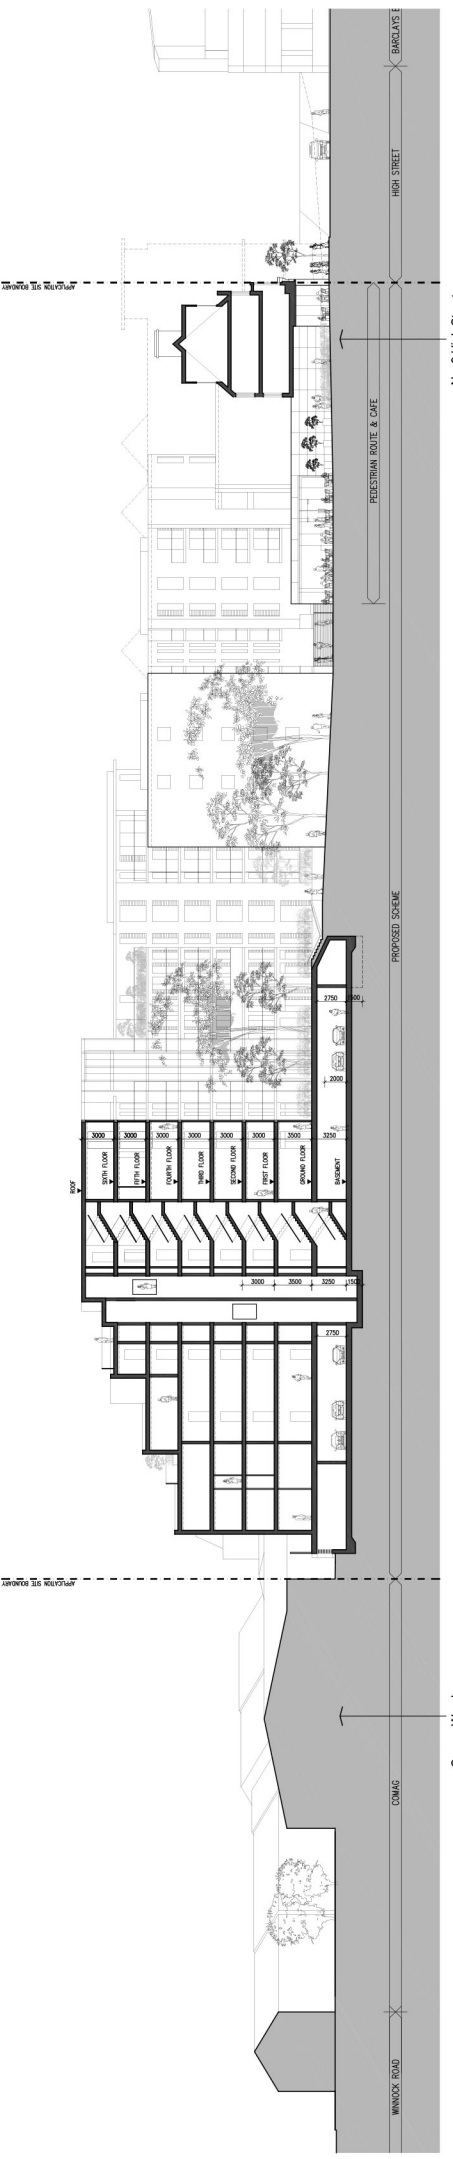 BARCLAYS
HIGH STREET
APPLICATION SITE BOUNDARY
PEDESTRIAN ROUTE & CAFE
PROPOSED SCHEME
2750
2000
3000
3000
3000
3000
3000
3000
3500
3250
ROOF
SIXTH FLOOR
FIFTH FLOOR
FOURTH FLOOR
THIRD FLOOR
SECOND FLOOR
FIRST FLOOR
GROUND FLOOR
BASEMENT
3000
3500
3250
1500
2750
APPLICATION SITE BOUNDARY
COMAG
WINNOCK ROAD